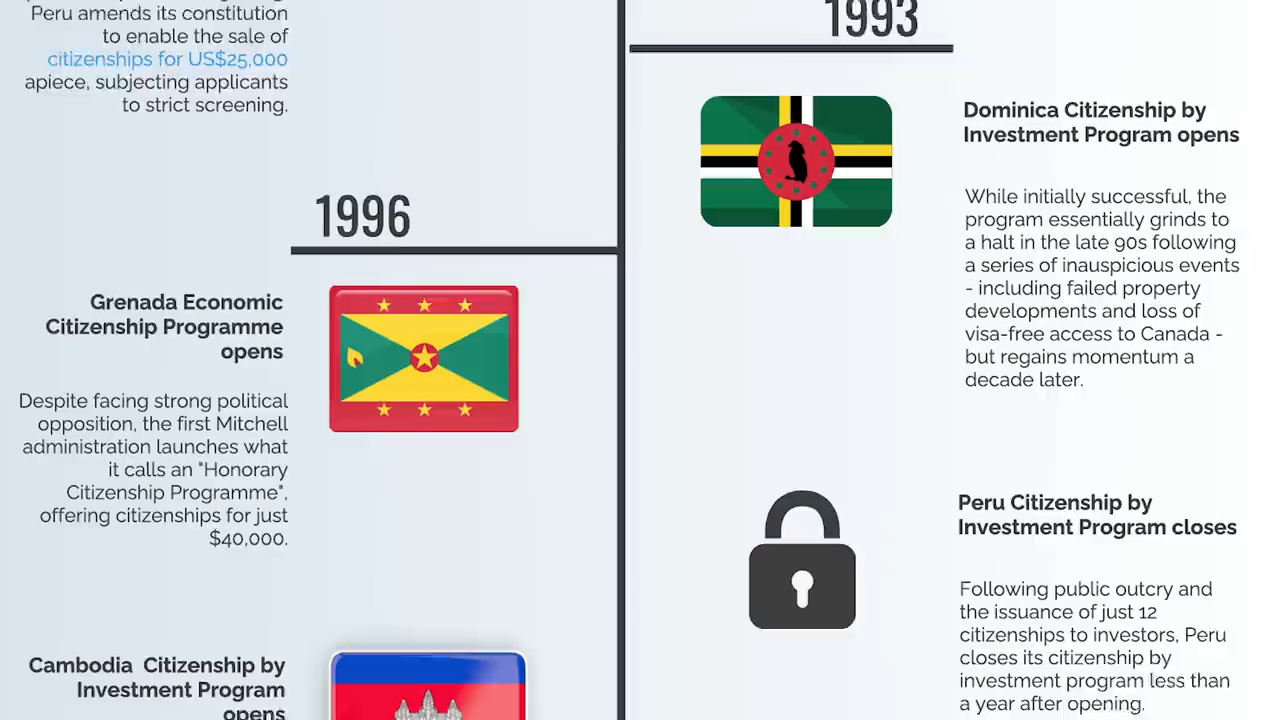 Peru amends its constitution
to enable the sale of
citizenships for US$25,000
apiece, subjecting applicants
to strict screening.
1993
Dominica Citizenship by
Investment Program opens
While initially successful, the
program essentially grinds to
a halt in the late 90s following
a series of inauspicious events
- including failed property
developments and loss of
visa-free access to Canada -
but regains momentum a
decade later.
1996
Grenada Economic
Citizenship Programme
opens
Despite facing strong political
opposition, the first Mitchell
administration launches what
it calls an "Honorary
Citizenship Programme",
offering citizenships for just
$40,000.
Peru Citizenship by
Investment Program closes
Following public outcry and
the issuance of just 12
citizenships to investors, Peru
closes its citizenship by
investment program less than
a year after opening.
Cambodia Citizenship by
Investment Program
opens